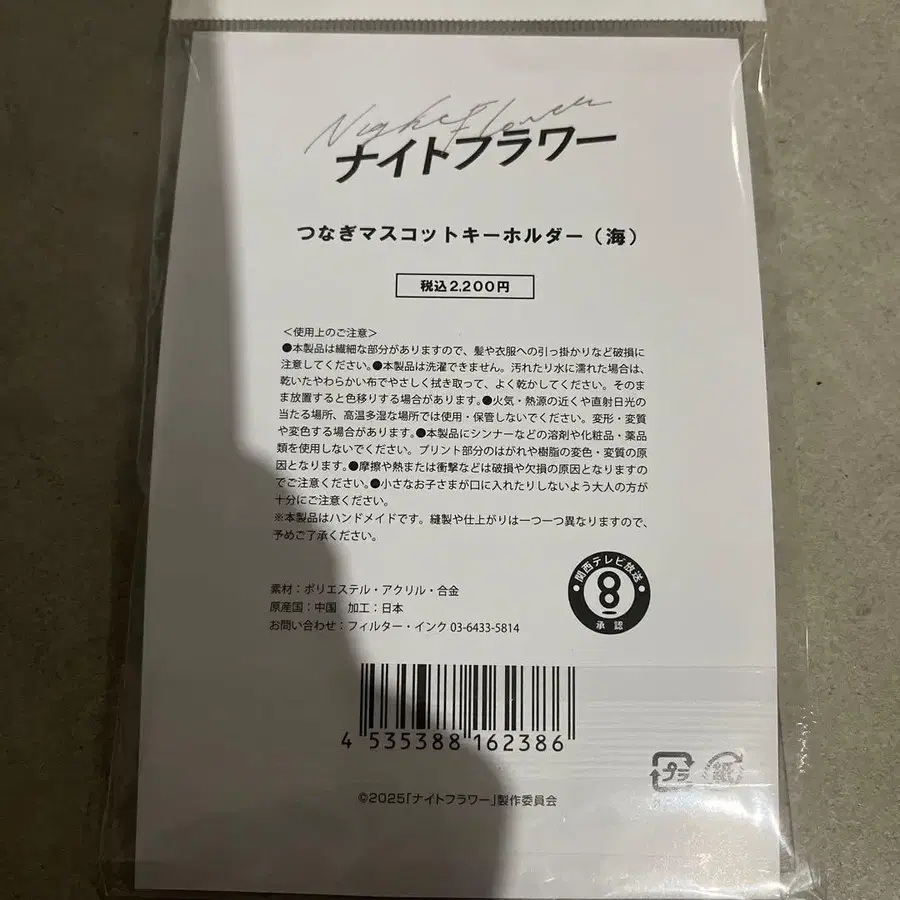 Night Flower
ナイトフラワー
つなぎマスコットキーホルダー（海）
税込2,200円
＜使用上のご注意＞
●本製品は繊細な部分がありますので、髪や衣服への引っ掛かりなど破損に
注意してください。●本製品は洗濯できません。汚れたり水に濡れた場合は、
乾いたやわらかい布でやさしく拭き取って、よく乾かしてください。そのま
ま放置すると色移りする場合があります。●火気・熱源の近くや直射日光の
当たる場所、高温多湿な場所では使用・保管しないでください。変形・変質
や変色する場合があります。●本製品にシンナーなどの溶剤や化粧品・薬品
類を使用しないでください。プリント部分のはがれや樹脂の変色・変質の原
因となります。●摩擦や熱または衝撃などは破損や欠損の原因となりますの
でご注意ください。●小さなお子さまが口に入れたりしないよう大人の方が
十分にご注意ください。
※本製品はハンドメイドです。縫製や仕上がりは一つ一つ異なりますので、
予めご了承ください。
素材：ポリエステル・アクリル・合金
原産国：中国　加工：日本
お問い合わせ：フィルター・インク 03-6433-5814
関西テレビ放送
8
承認
4 535388 162386
プラ
紙
©2025「ナイトフラワー」製作委員会